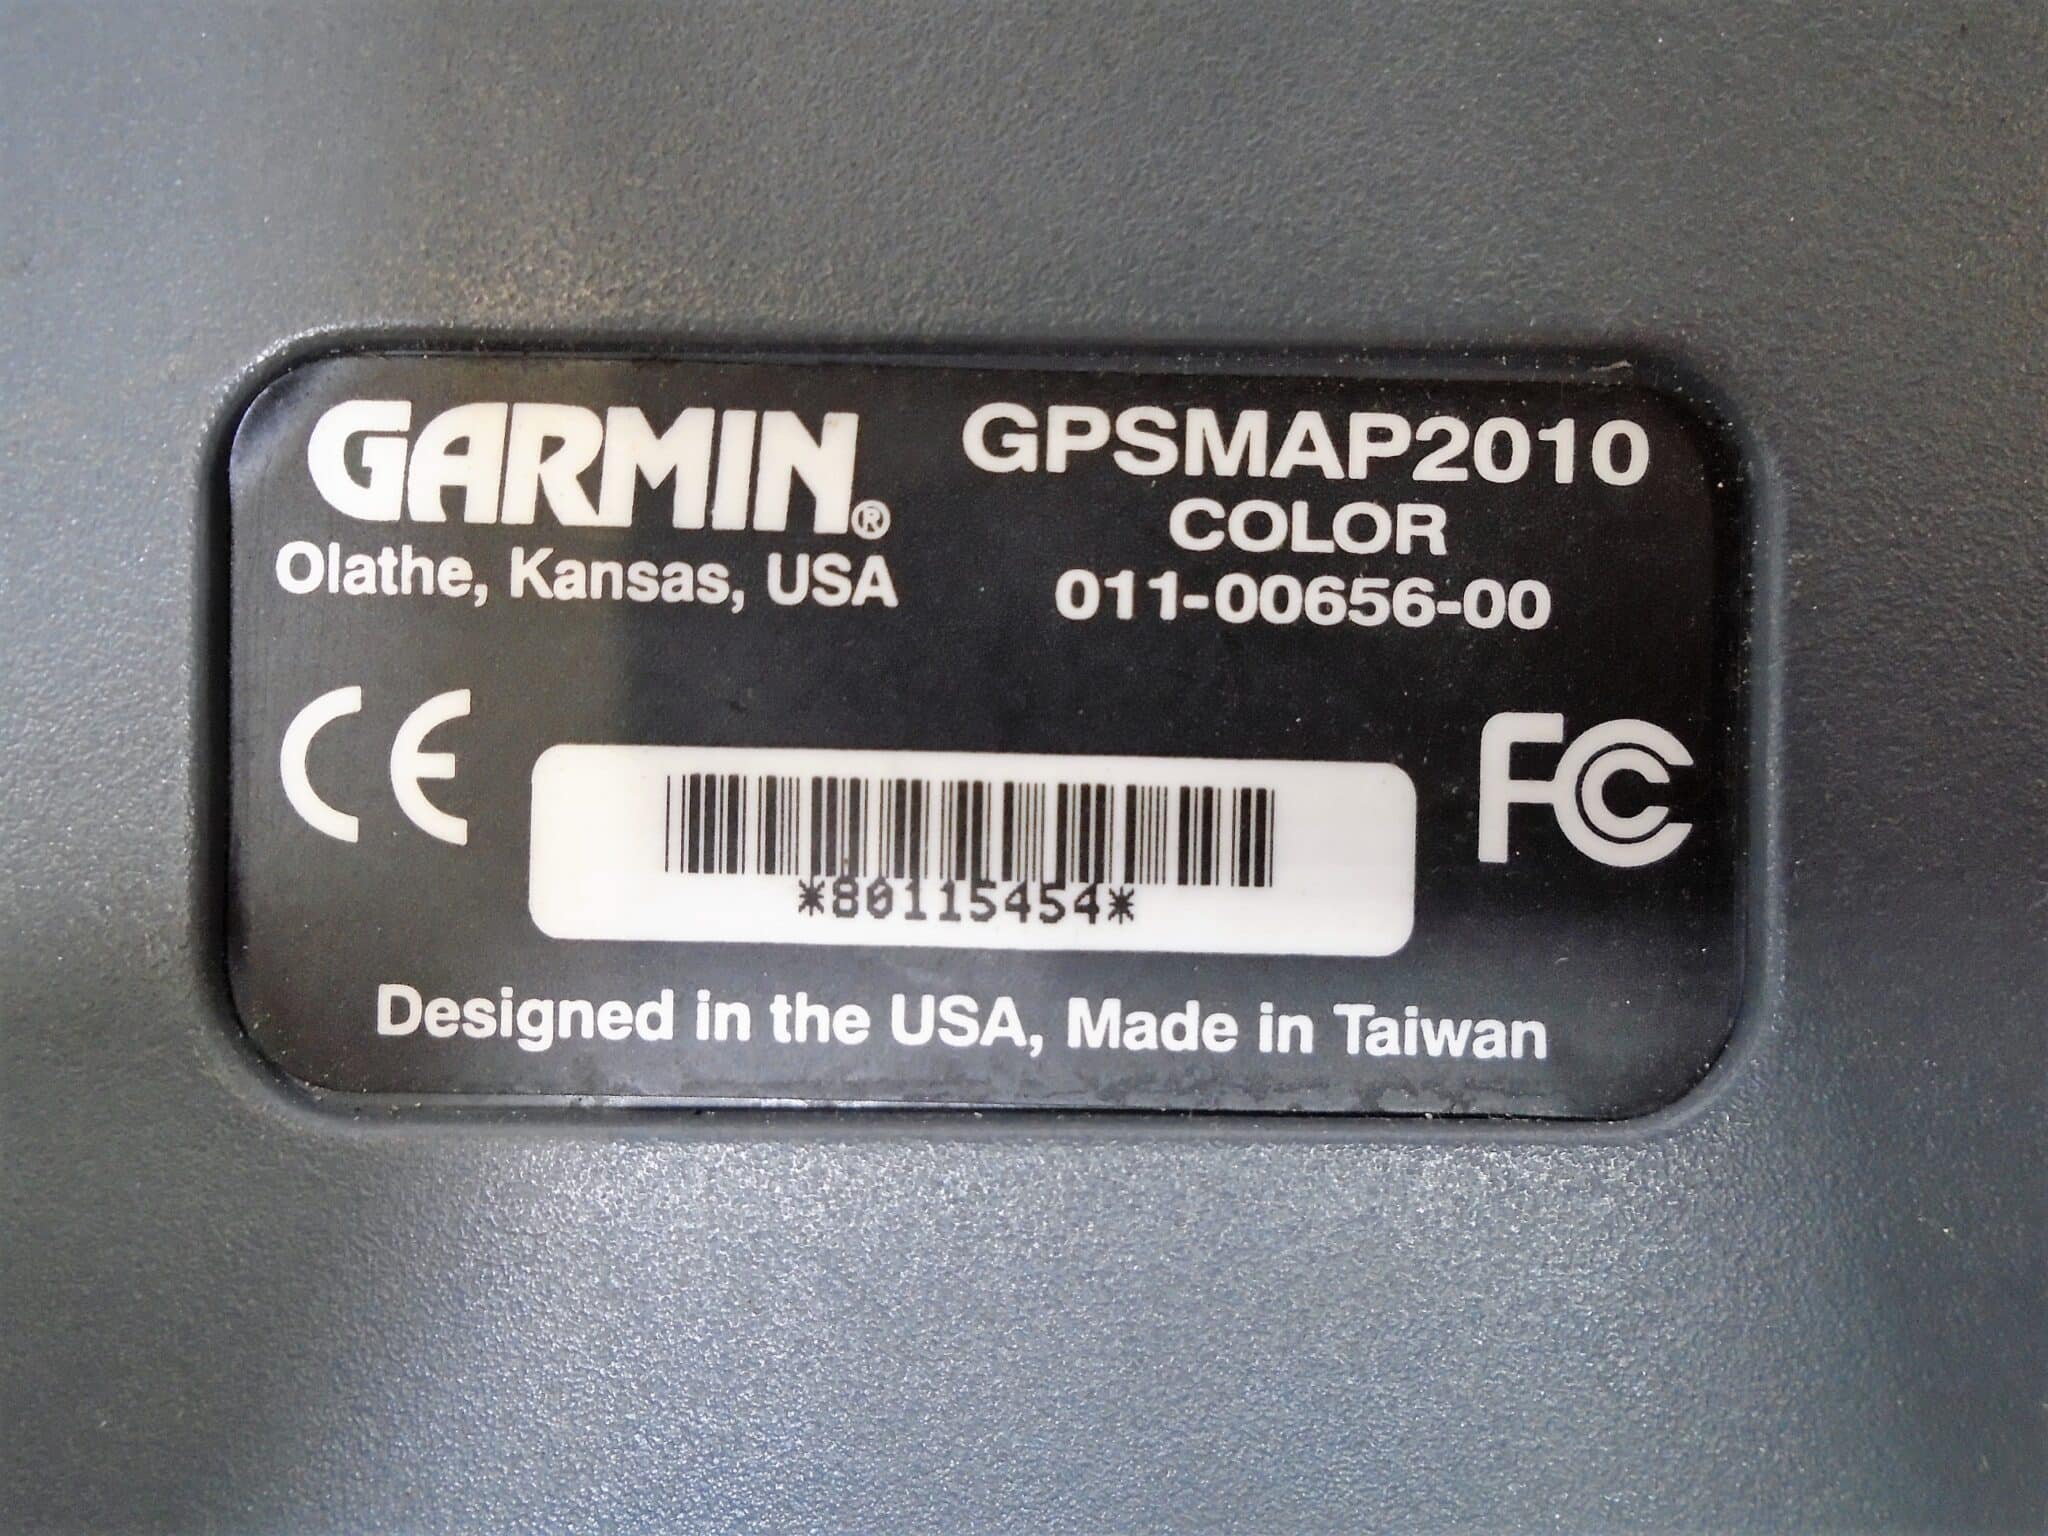 GARMIN®
Olathe, Kansas, USA
GPSMAP2010
COLOR
011-00656-00
CE
FC
*80115454*
Designed in the USA, Made in Taiwan